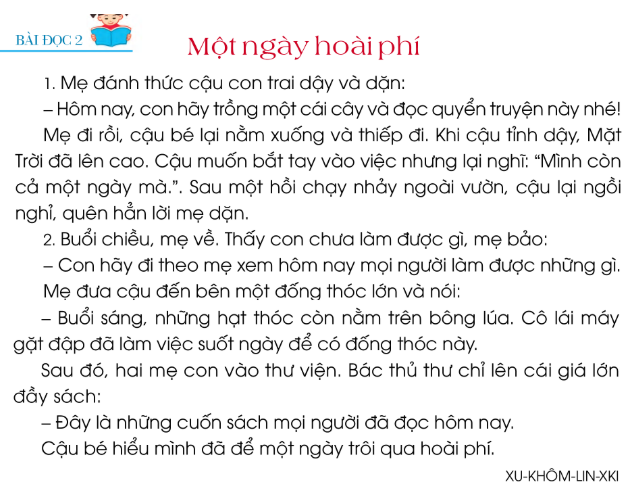 BÀI ĐỌC 2
Một ngày hoài phí
1. Mẹ đánh thức cậu con trai dậy và dặn:
– Hôm nay, con hãy trồng một cái cây và đọc quyển truyện này nhé!
Mẹ đi rồi, cậu bé lại nằm xuống và thiếp đi. Khi cậu tỉnh dậy, Mặt
Trời đã lên cao. Cậu muốn bắt tay vào việc nhưng lại nghĩ: “Mình còn
cả một ngày mà.”. Sau một hồi chạy nhảy ngoài vườn, cậu lại ngồi
nghỉ, quên hẳn lời mẹ dặn.
2. Buổi chiều, mẹ về. Thấy con chưa làm được gì, mẹ bảo:
– Con hãy đi theo mẹ xem hôm nay mọi người làm được những gì.
Mẹ đưa cậu đến bên một đống thóc lớn và nói:
– Buổi sáng, những hạt thóc còn nằm trên bông lúa. Cô lái máy
gặt đập đã làm việc suốt ngày để có đống thóc này.
Sau đó, hai mẹ con vào thư viện. Bác thủ thư chỉ lên cái giá lớn
đầy sách:
– Đây là những cuốn sách mọi người đã đọc hôm nay.
Cậu bé hiểu mình đã để một ngày trôi qua hoài phí.
XU-KHÔM-LIN-XKI